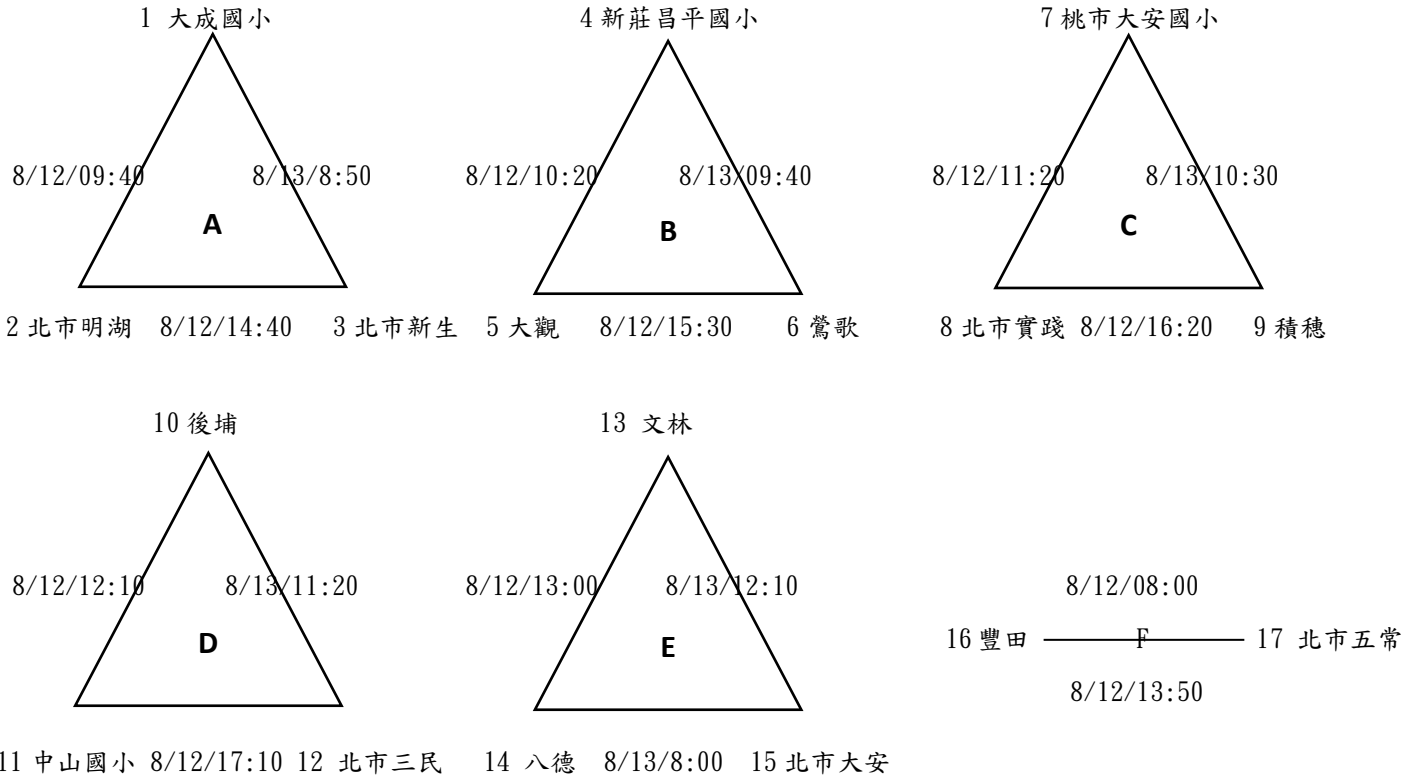 1 大成國小 4 新莊昌平國小 7 桃市大安國小
8/12/09:40 8/13/8:50 8/12/10:20 8/13/09:40 8/12/11:20 8/13/10:30
A B C
2 北市明湖 8/12/14:40 3 北市新生 5 大觀 8/12/15:30 6 鶯歌 8 北市實踐 8/12/16:20 9 積穗
10 後埔 13 文林
8/12/12:10 8/13/11:20 8/12/13:00 8/13/12:10 8/12/08:00
D E 16 豐田 F 17 北市五常
8/12/13:50
11 中山國小 8/12/17:10 12 北市三民 14 八德 8/13/8:00 15 北市大安